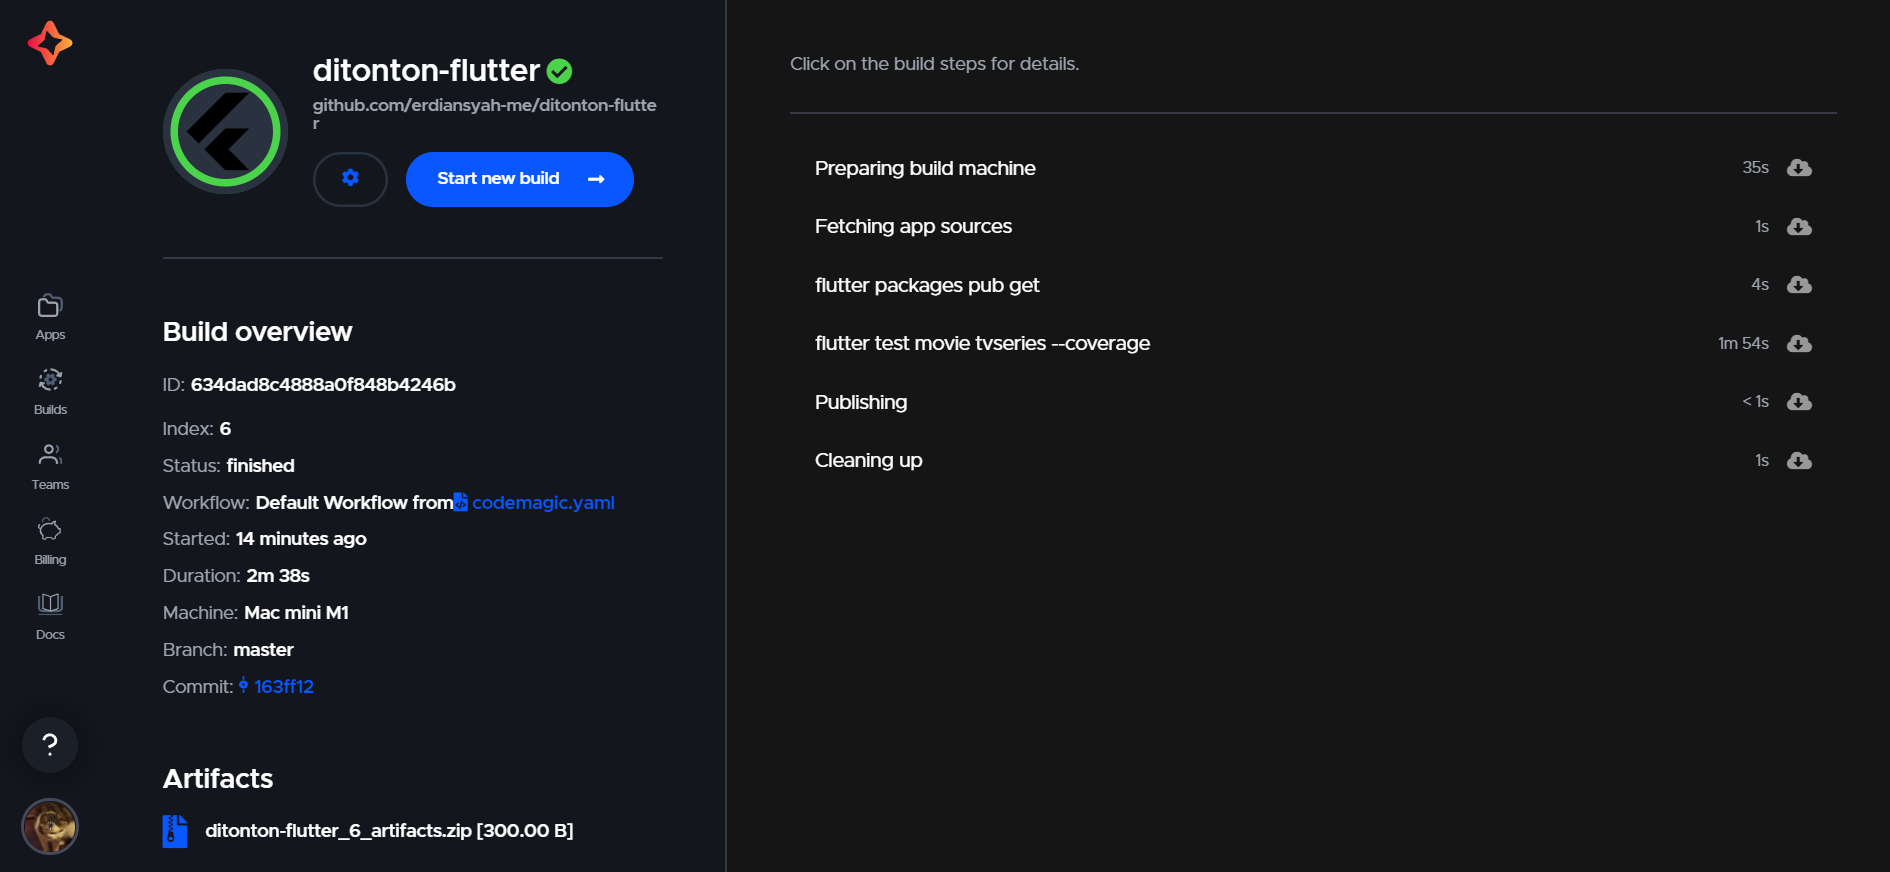 ditonton-flutter
github.com/erdiansyah-me/ditonton-flutte
r
Start new build
Apps
Builds
Teams
Billing
Docs
?
Build overview
ID: 634dad8c4888a0f848b4246b
Index: 6
Status: finished
Workflow: Default Workflow from codemagic.yaml
Started: 14 minutes ago
Duration: 2m 38s
Machine: Mac mini M1
Branch: master
Commit: 163ff12
Artifacts
ditonton-flutter_6_artifacts.zip [300.00 B]
Click on the build steps for details.
Preparing build machine 35s
Fetching app sources 1s
flutter packages pub get 4s
flutter test movie tvseries --coverage 1m 54s
Publishing < 1s
Cleaning up 1s